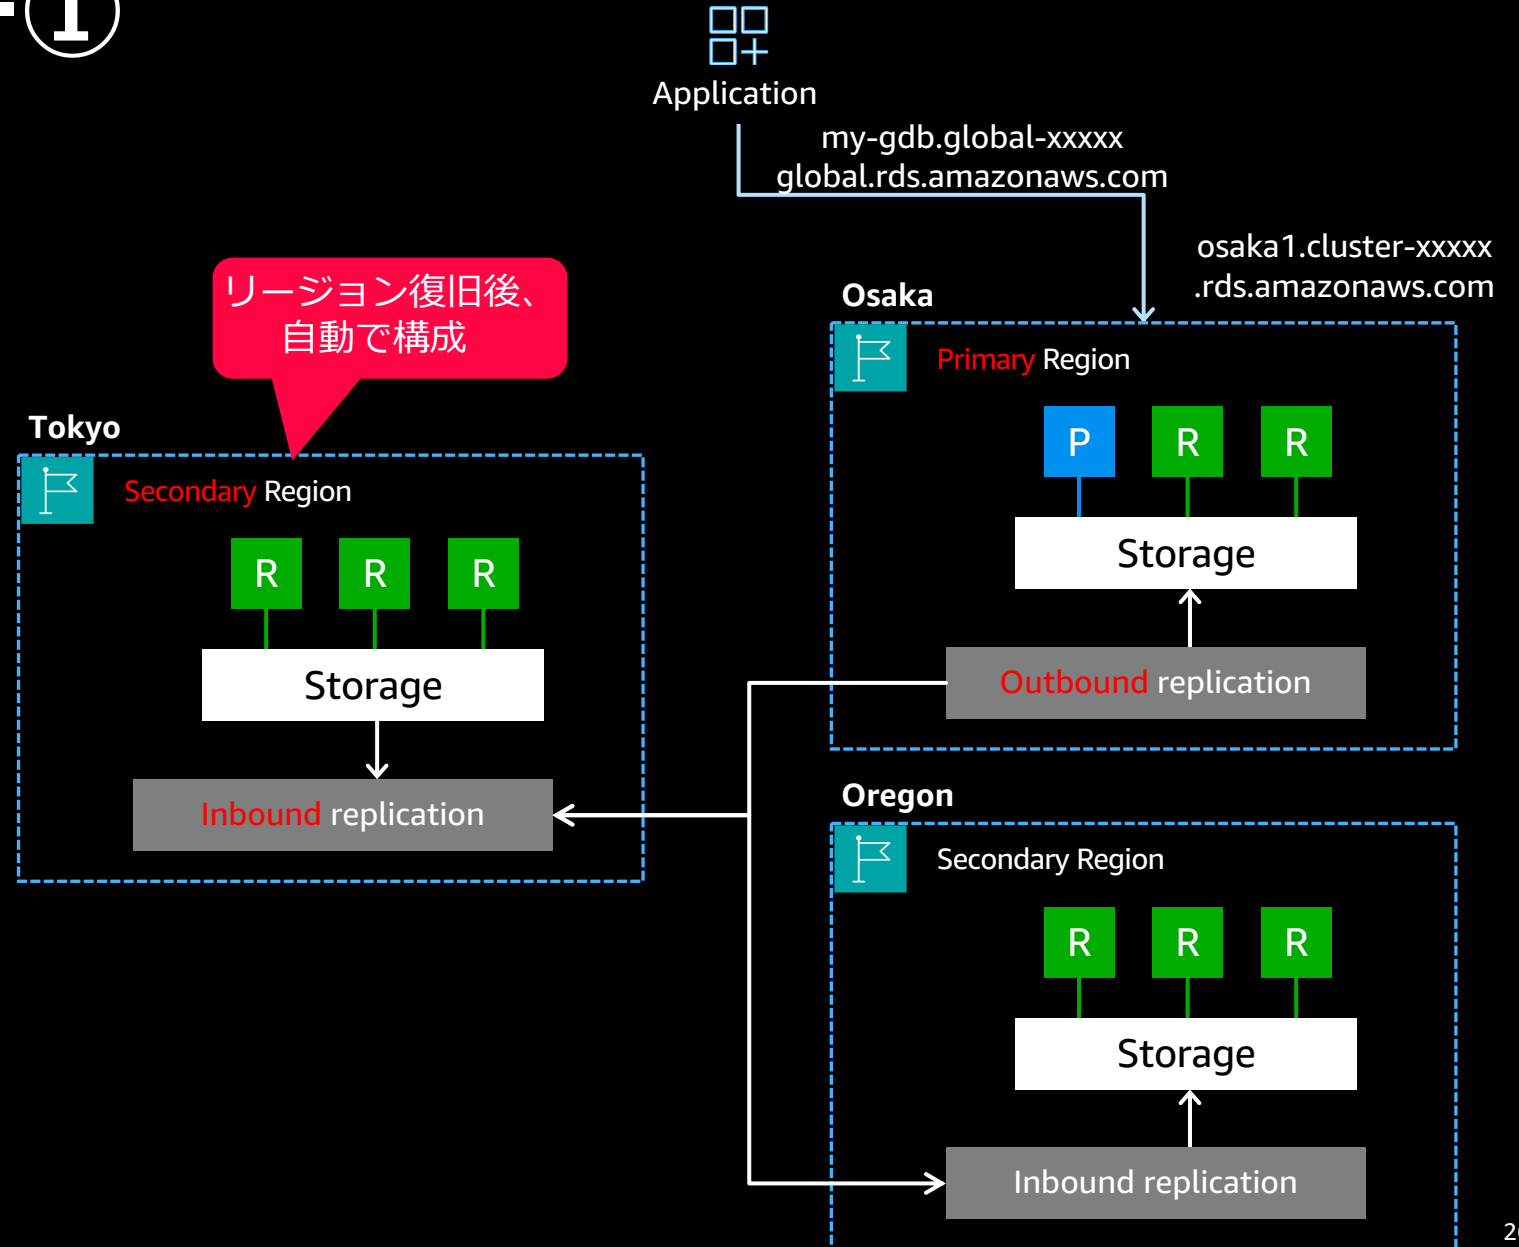 ①
Application
my-gdb.global-xxxxx
global.rds.amazonaws.com
osaka1.cluster-xxxxx
.rds.amazonaws.com
リージョン復旧後、
自動で構成
Osaka
Primary Region
P R R
Storage
Outbound replication
Tokyo
Secondary Region
R R R
Storage
Inbound replication
Oregon
Secondary Region
R R R
Storage
Inbound replication